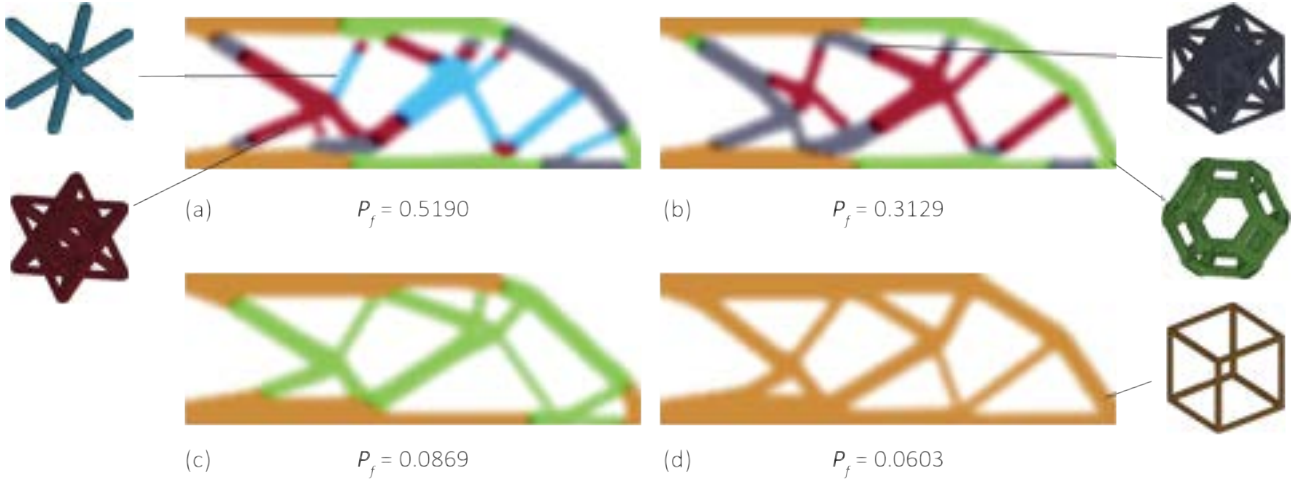 (a) P_f = 0.5190
(b) P_f = 0.3129
(c) P_f = 0.0869
(d) P_f = 0.0603